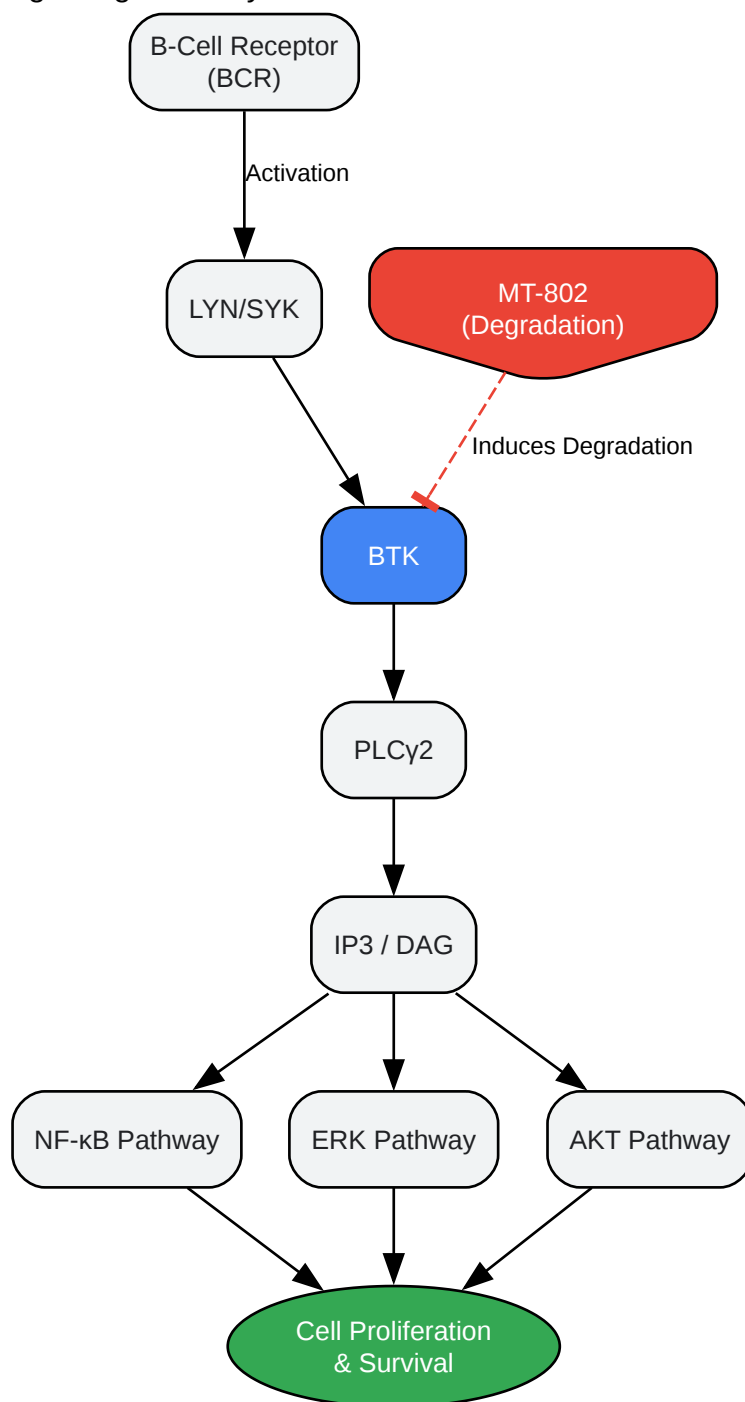 B-Cell Receptor
(BCR)
Activation
LYN/SYK
MT-802
(Degradation)
Induces Degradation
BTK
PLCγ2
IP3 / DAG
NF-κB Pathway
ERK Pathway
AKT Pathway
Cell Proliferation
& Survival